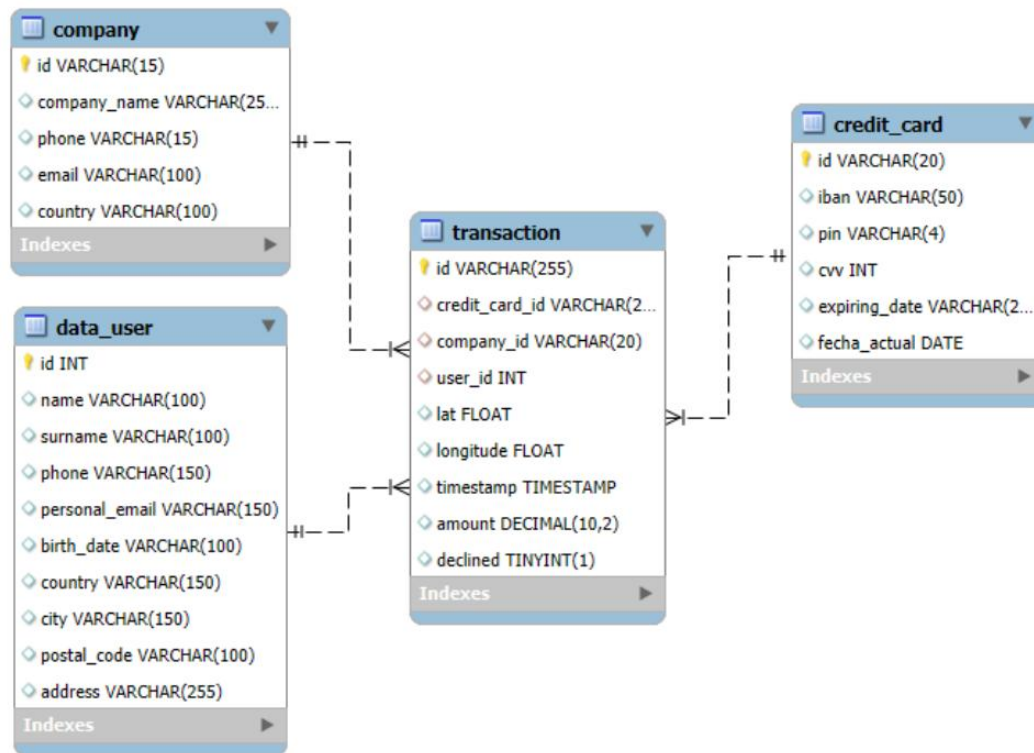 company
id VARCHAR(15)
company_name VARCHAR(25...
phone VARCHAR(15)
email VARCHAR(100)
country VARCHAR(100)
Indexes
data_user
id INT
name VARCHAR(100)
surname VARCHAR(100)
phone VARCHAR(150)
personal_email VARCHAR(150)
birth_date VARCHAR(100)
country VARCHAR(150)
city VARCHAR(150)
postal_code VARCHAR(100)
address VARCHAR(255)
Indexes
transaction
id VARCHAR(255)
credit_card_id VARCHAR(2...
company_id VARCHAR(20)
user_id INT
lat FLOAT
longitude FLOAT
timestamp TIMESTAMP
amount DECIMAL(10,2)
declined TINYINT(1)
Indexes
credit_card
id VARCHAR(20)
iban VARCHAR(50)
pin VARCHAR(4)
cvv INT
expiring_date VARCHAR(2...
fecha_actual DATE
Indexes